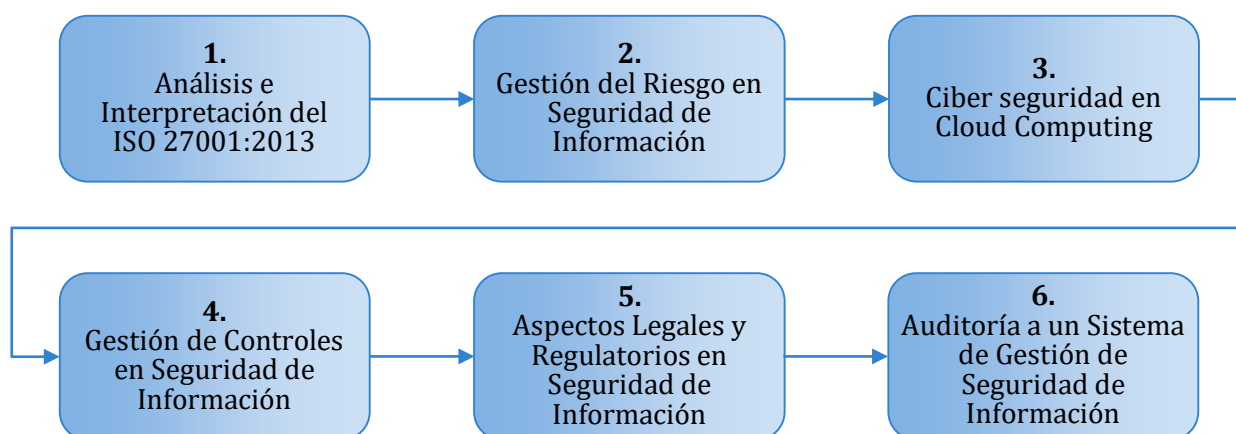 1.
Análisis e
Interpretación del
ISO 27001:2013
2.
Gestión del Riesgo en
Seguridad de
Información
3.
Ciber seguridad en
Cloud Computing
4.
Gestión de Controles
en Seguridad de
Información
5.
Aspectos Legales y
Regulatorios en
Seguridad de
Información
6.
Auditoría a un Sistema
de Gestión de
Seguridad de
Información